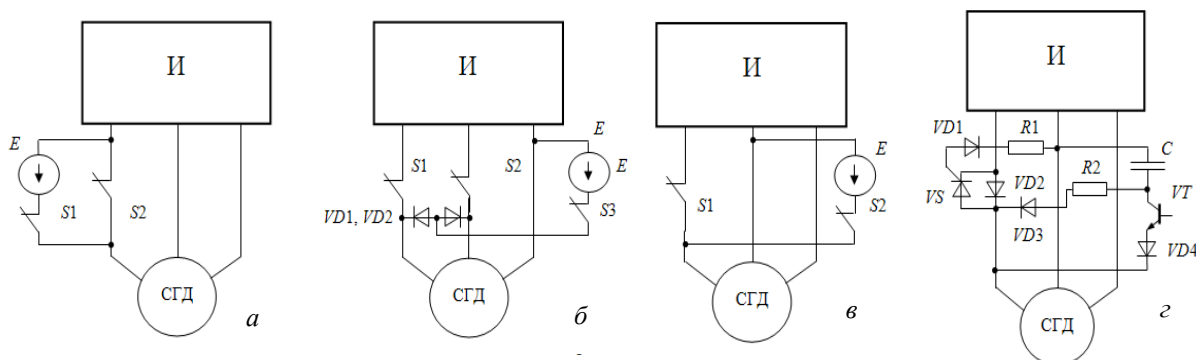 И
E
S1
S2
СГД
а
И
S1
S2
E
E
S3
VD1, VD2
СГД
б
И
S1
E
S2
СГД
в
И
VD1
R1
C
R2
VS
VD2
VT
VD3
VD4
СГД
г